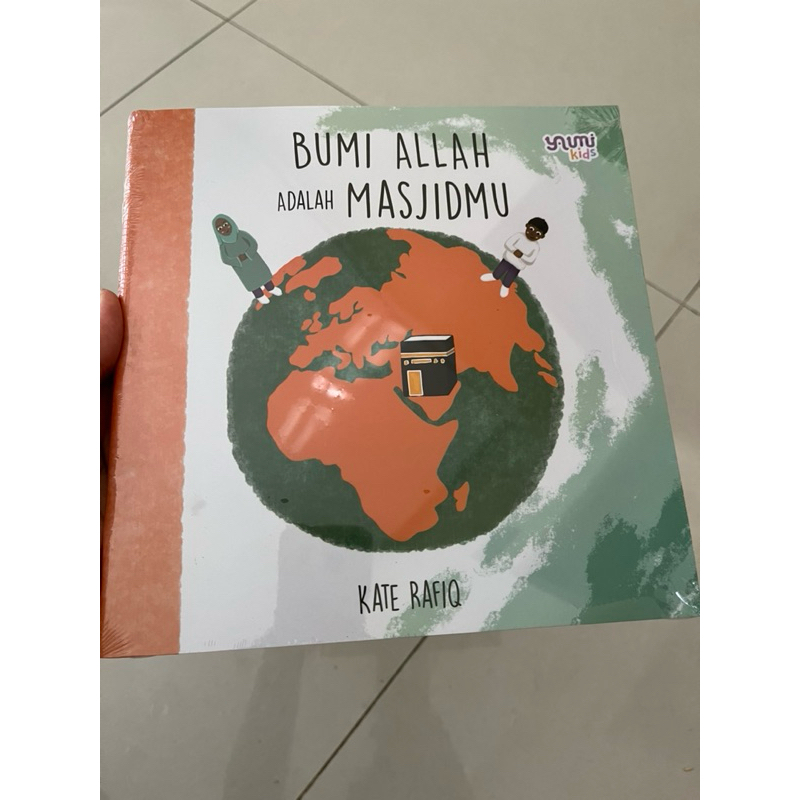 BUMI ALLAH
ADALAH MASJIDMU
yumi
kids
KATE RAFIQ